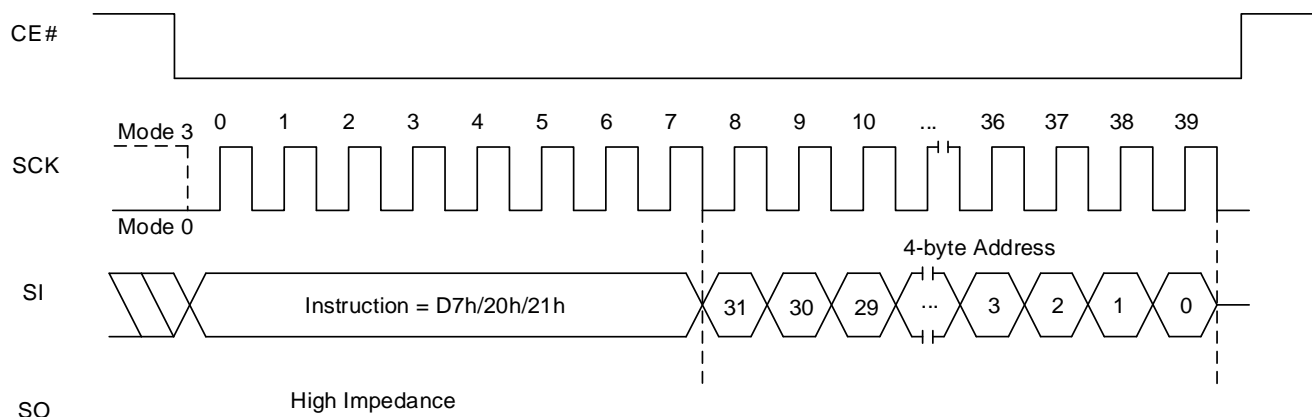 CE#
Mode 3
0 1 2 3 4 5 6 7 8 9 10 ... 36 37 38 39
SCK
Mode 0
4-byte Address
SI
Instruction = D7h/20h/21h
31 30 29 ... 3 2 1 0
High Impedance
SO